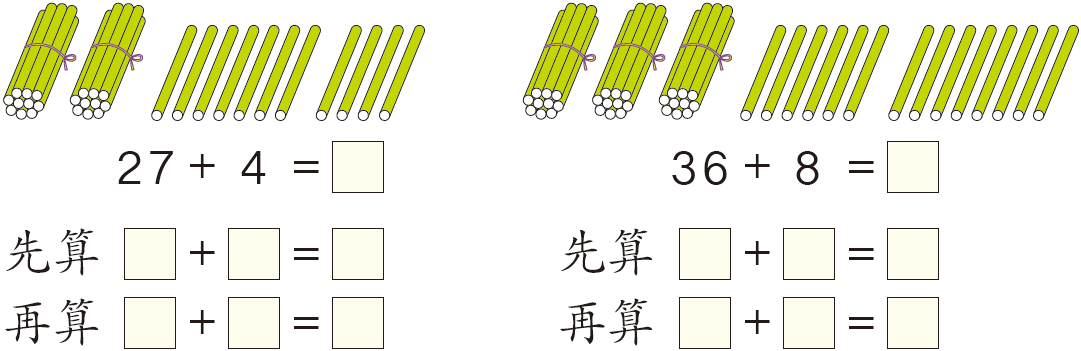 27 + 4 = □
先算 □ + □ = □
再算 □ + □ = □
36 + 8 = □
先算 □ + □ = □
再算 □ + □ = □